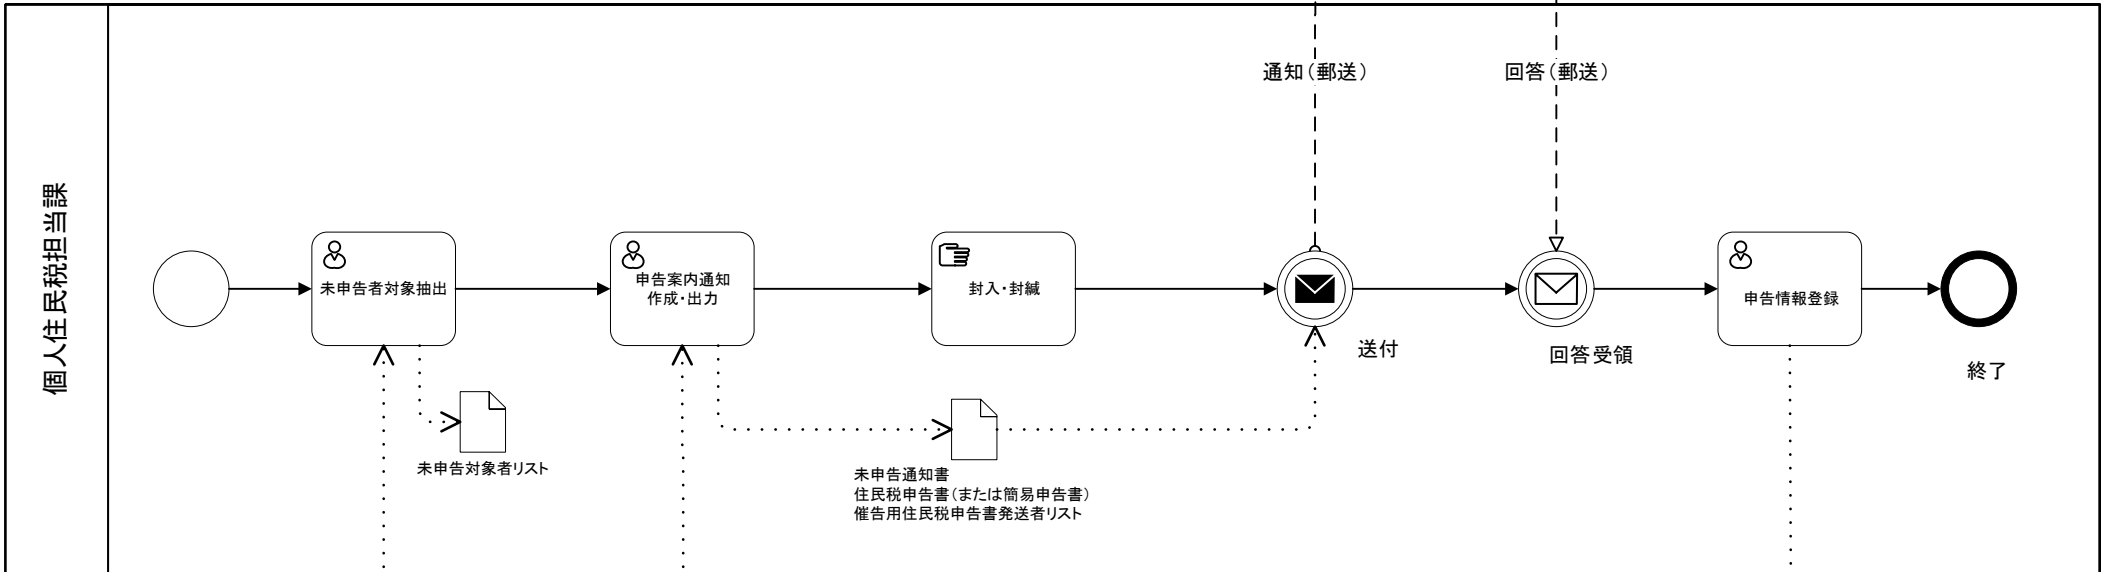 個人住民税担当課
通知（郵送）
回答（郵送）
未申告者対象抽出
申告案内通知
作成・出力
封入・封緘
送付
回答受領
申告情報登録
終了
未申告対象者リスト
未申告通知書
住民税申告書（または簡易申告書）
催告用住民税申告書発送者リスト